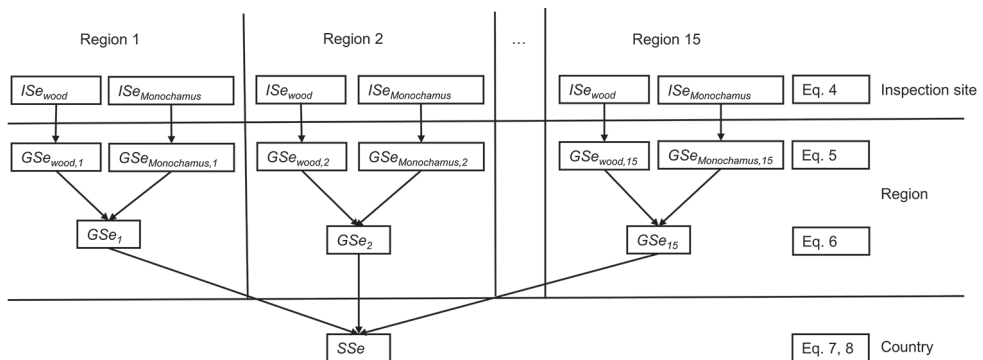 Region 1 Region 2 … Region 15
ISe_wood ISe_Monochamus ISe_wood ISe_Monochamus ISe_wood ISe_Monochamus Eq. 4 Inspection site
GSe_wood,1 GSe_Monochamus,1 GSe_wood,2 GSe_Monochamus,2 GSe_wood,15 GSe_Monochamus,15 Eq. 5
Region
GSe_1 GSe_2 GSe_15 Eq. 6
SSe Eq. 7, 8 Country